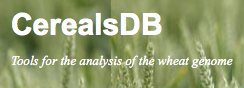 CerealsDB
Tools for the analysis of the wheat genome